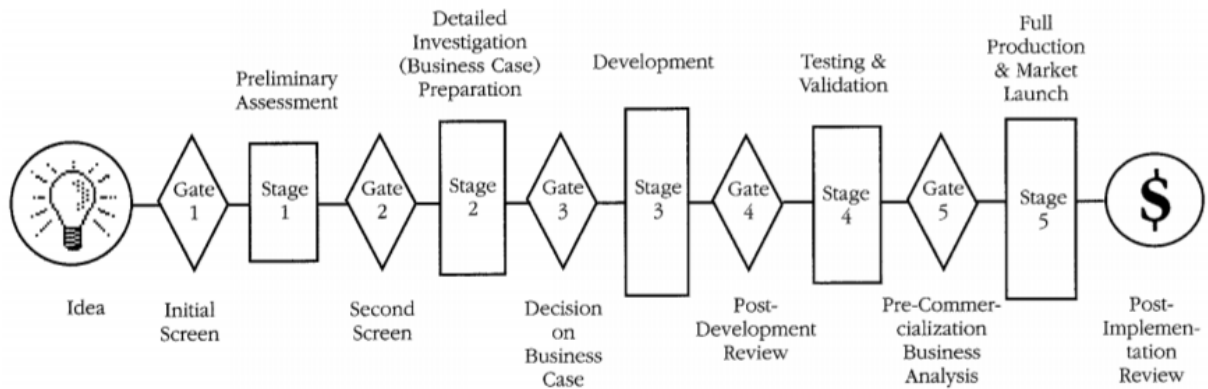 Preliminary
Assessment
Detailed
Investigation
(Business Case)
Preparation
Development
Testing &
Validation
Full
Production
& Market
Launch
Gate
1
Stage
1
Gate
2
Stage
2
Gate
3
Stage
3
Gate
4
Stage
4
Gate
5
Stage
5
$
Idea
Initial
Screen
Second
Screen
Decision
on
Business
Case
Post-
Development
Review
Pre-Commer-
cialization
Business
Analysis
Post-
Implemen-
tation
Review